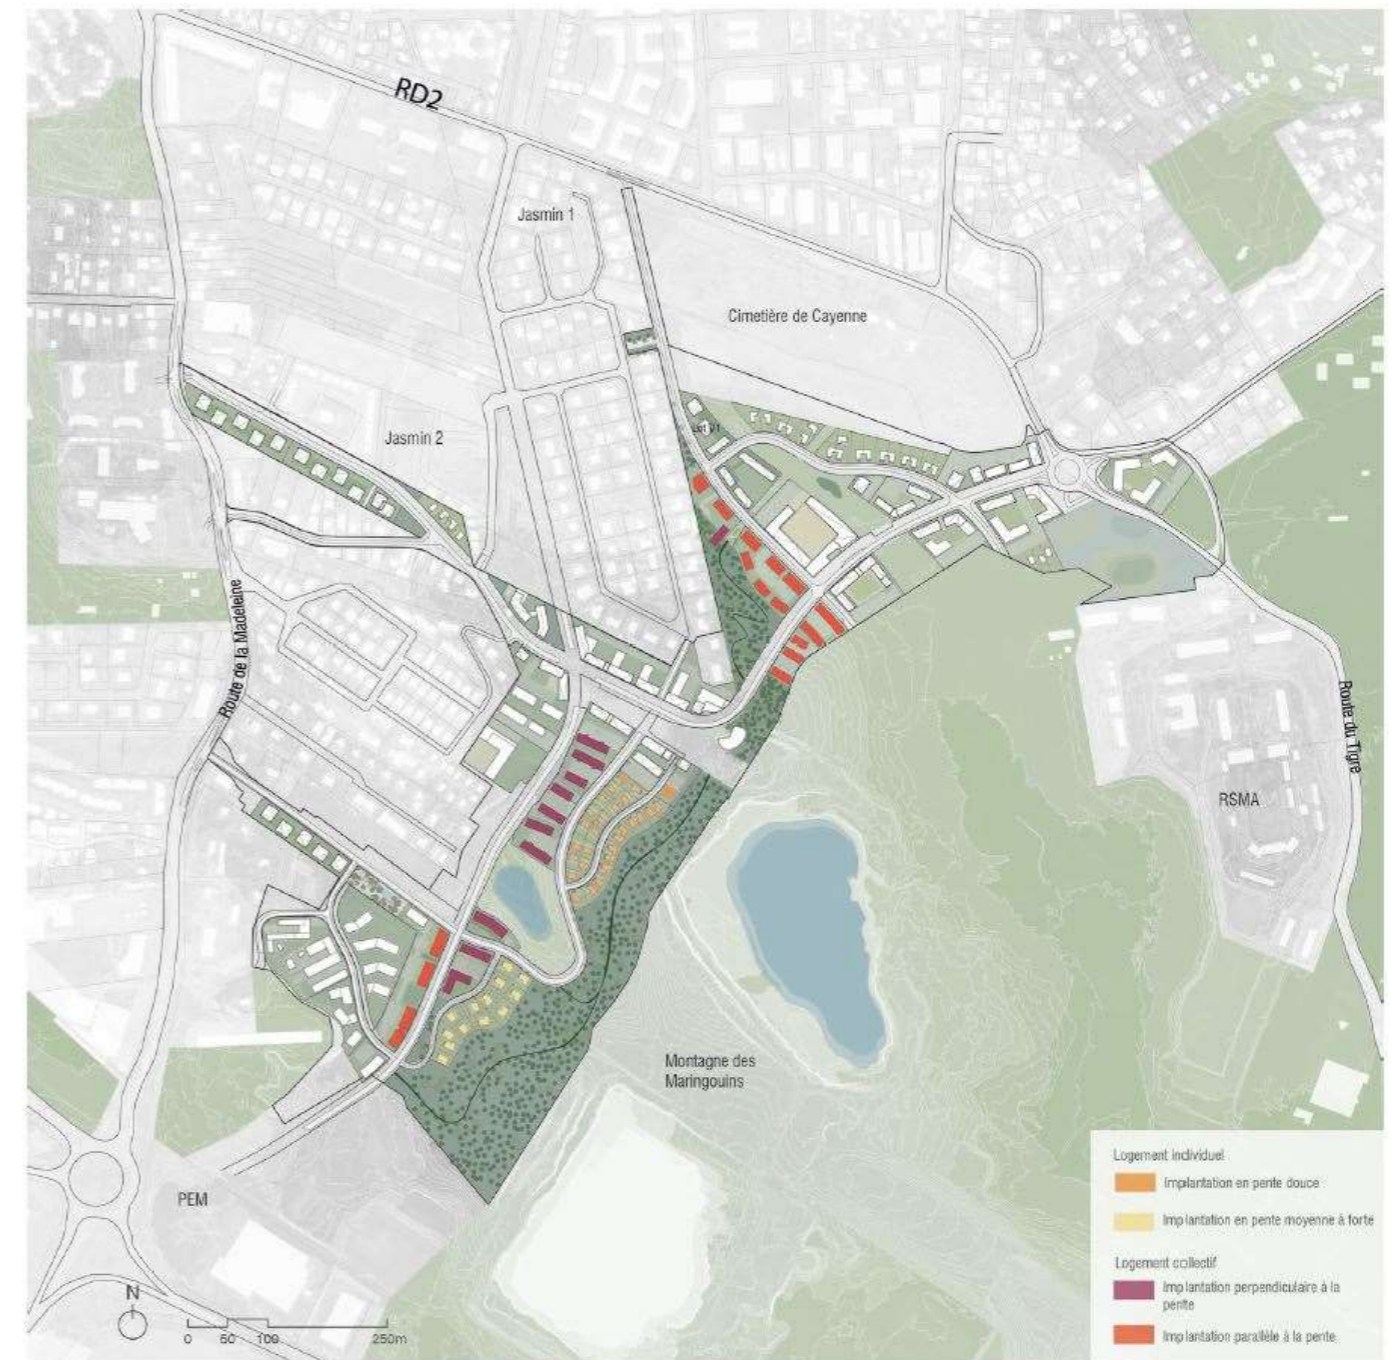 RD2
Jasmin 1
Cimetière de Cayenne
Lot 01
Jasmin 2
Route de la Madeleine
Route du Tigre
RSMA
Montagne des
Maringouins
PEM
N
0 50 100 250m
Logement individuel
Implantation en pente douce
Implantation en pente moyenne à forte
Logement collectif
Implantation perpendiculaire à la
pente
Implantation parallèle à la pente